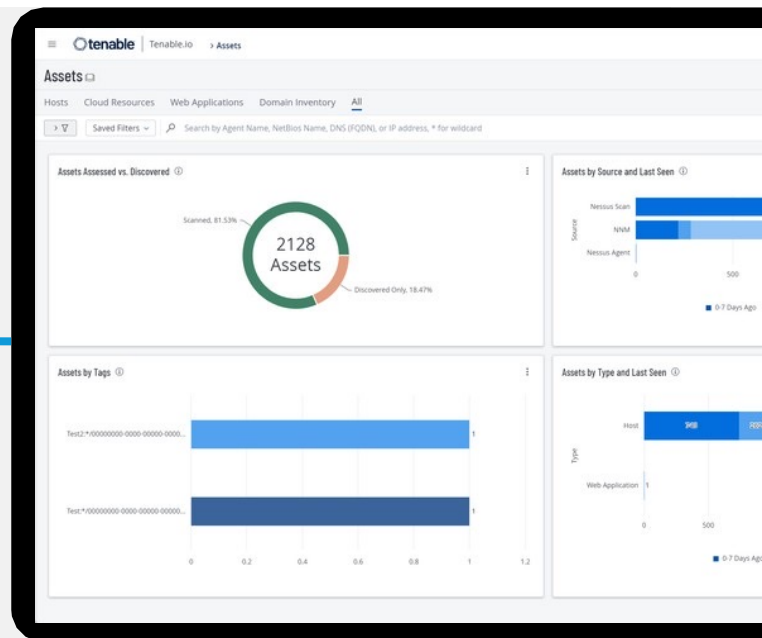 tenable Tenable.io > Assets
Assets
Hosts Cloud Resources Web Applications Domain Inventory All
Saved Filters Search by Agent Name, NetBios Name, DNS (FQDN), or IP address, * for wildcard
Assets Assessed vs. Discovered
Scanned, 81.53%
2128
Assets
Discovered Only, 18.47%
Assets by Source and Last Seen
Source
Nessus Scan
NNM
Nessus Agent
0 500
0-7 Days Ago
Assets by Tags
Test2:*/00000000-0000-00000-0000...
1
Test:*/00000000-0000-00000-00000...
1
0 0.2 0.4 0.6 0.8 1 1.2
Assets by Type and Last Seen
Type
Host
Web Application 1
0 500
0-7 Days Ago